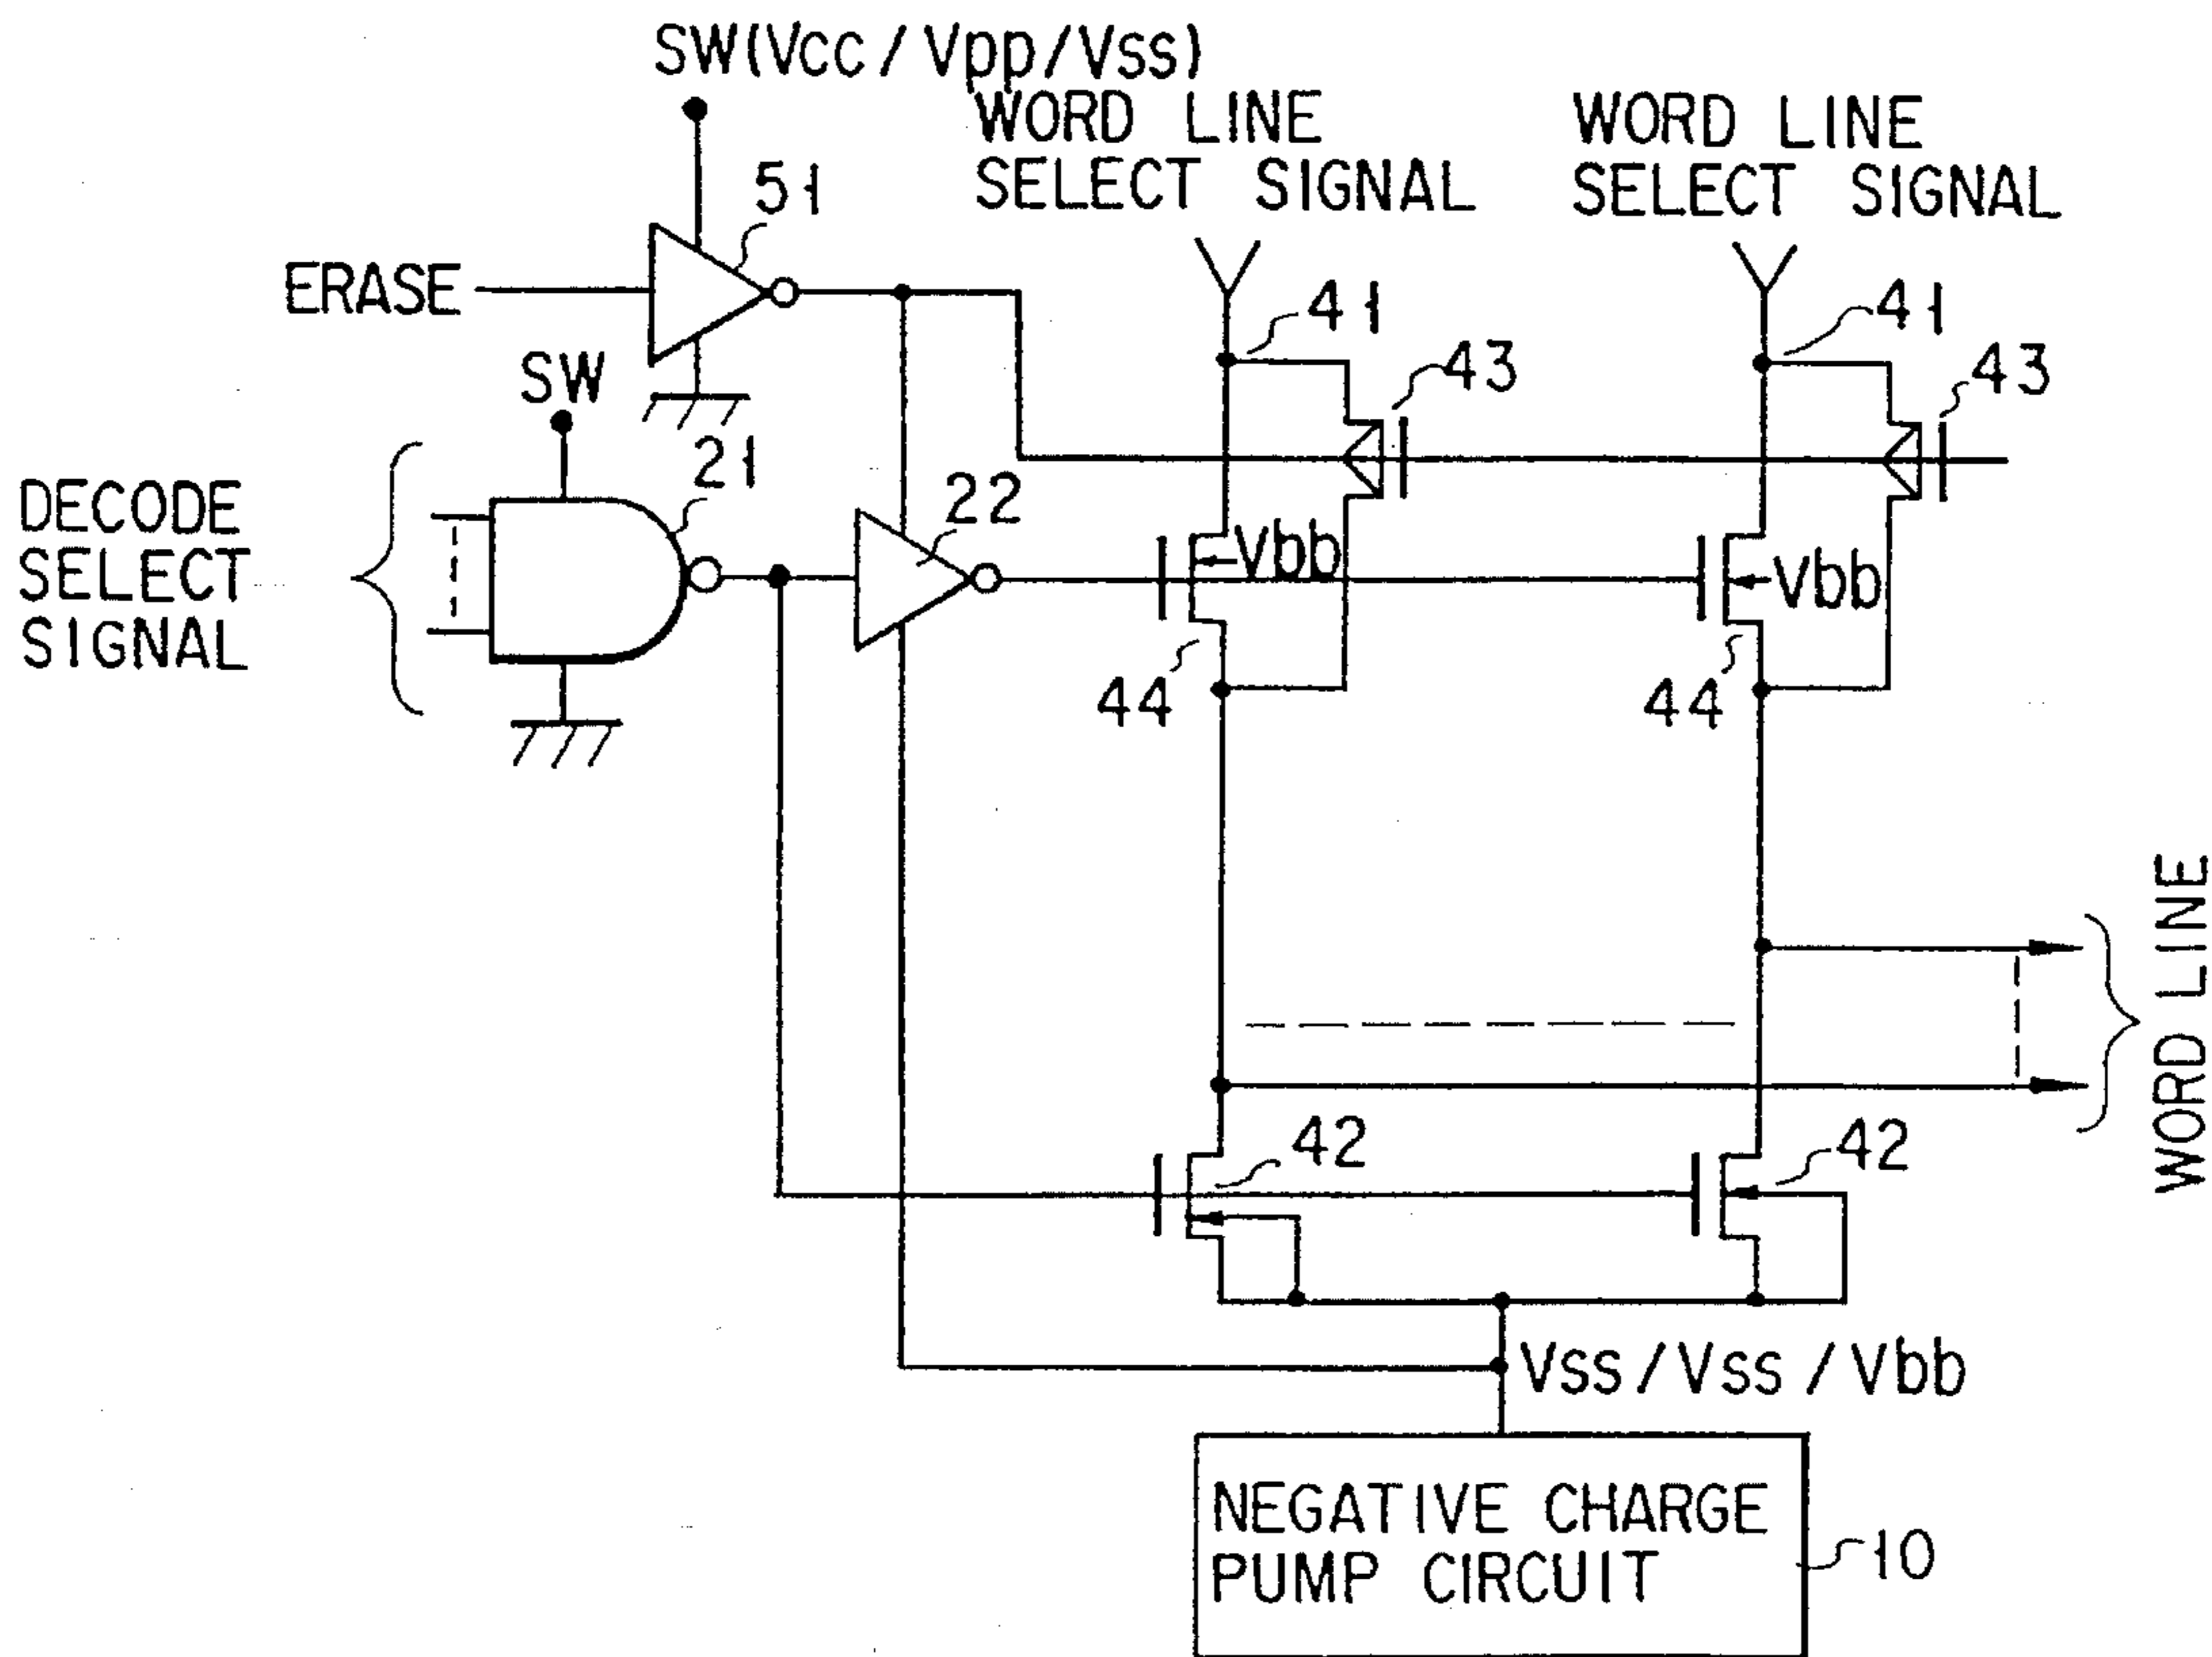 SW(Vcc/Vpp/Vss)
WORD LINE
SELECT SIGNAL
WORD LINE
SELECT SIGNAL
51
ERASE
41
41
43
43
SW
21
DECODE
SELECT
SIGNAL
22
Vbb
Vbb
44
44
WORD LINE
42
42
Vss/Vss/Vbb
NEGATIVE CHARGE
PUMP CIRCUIT
10